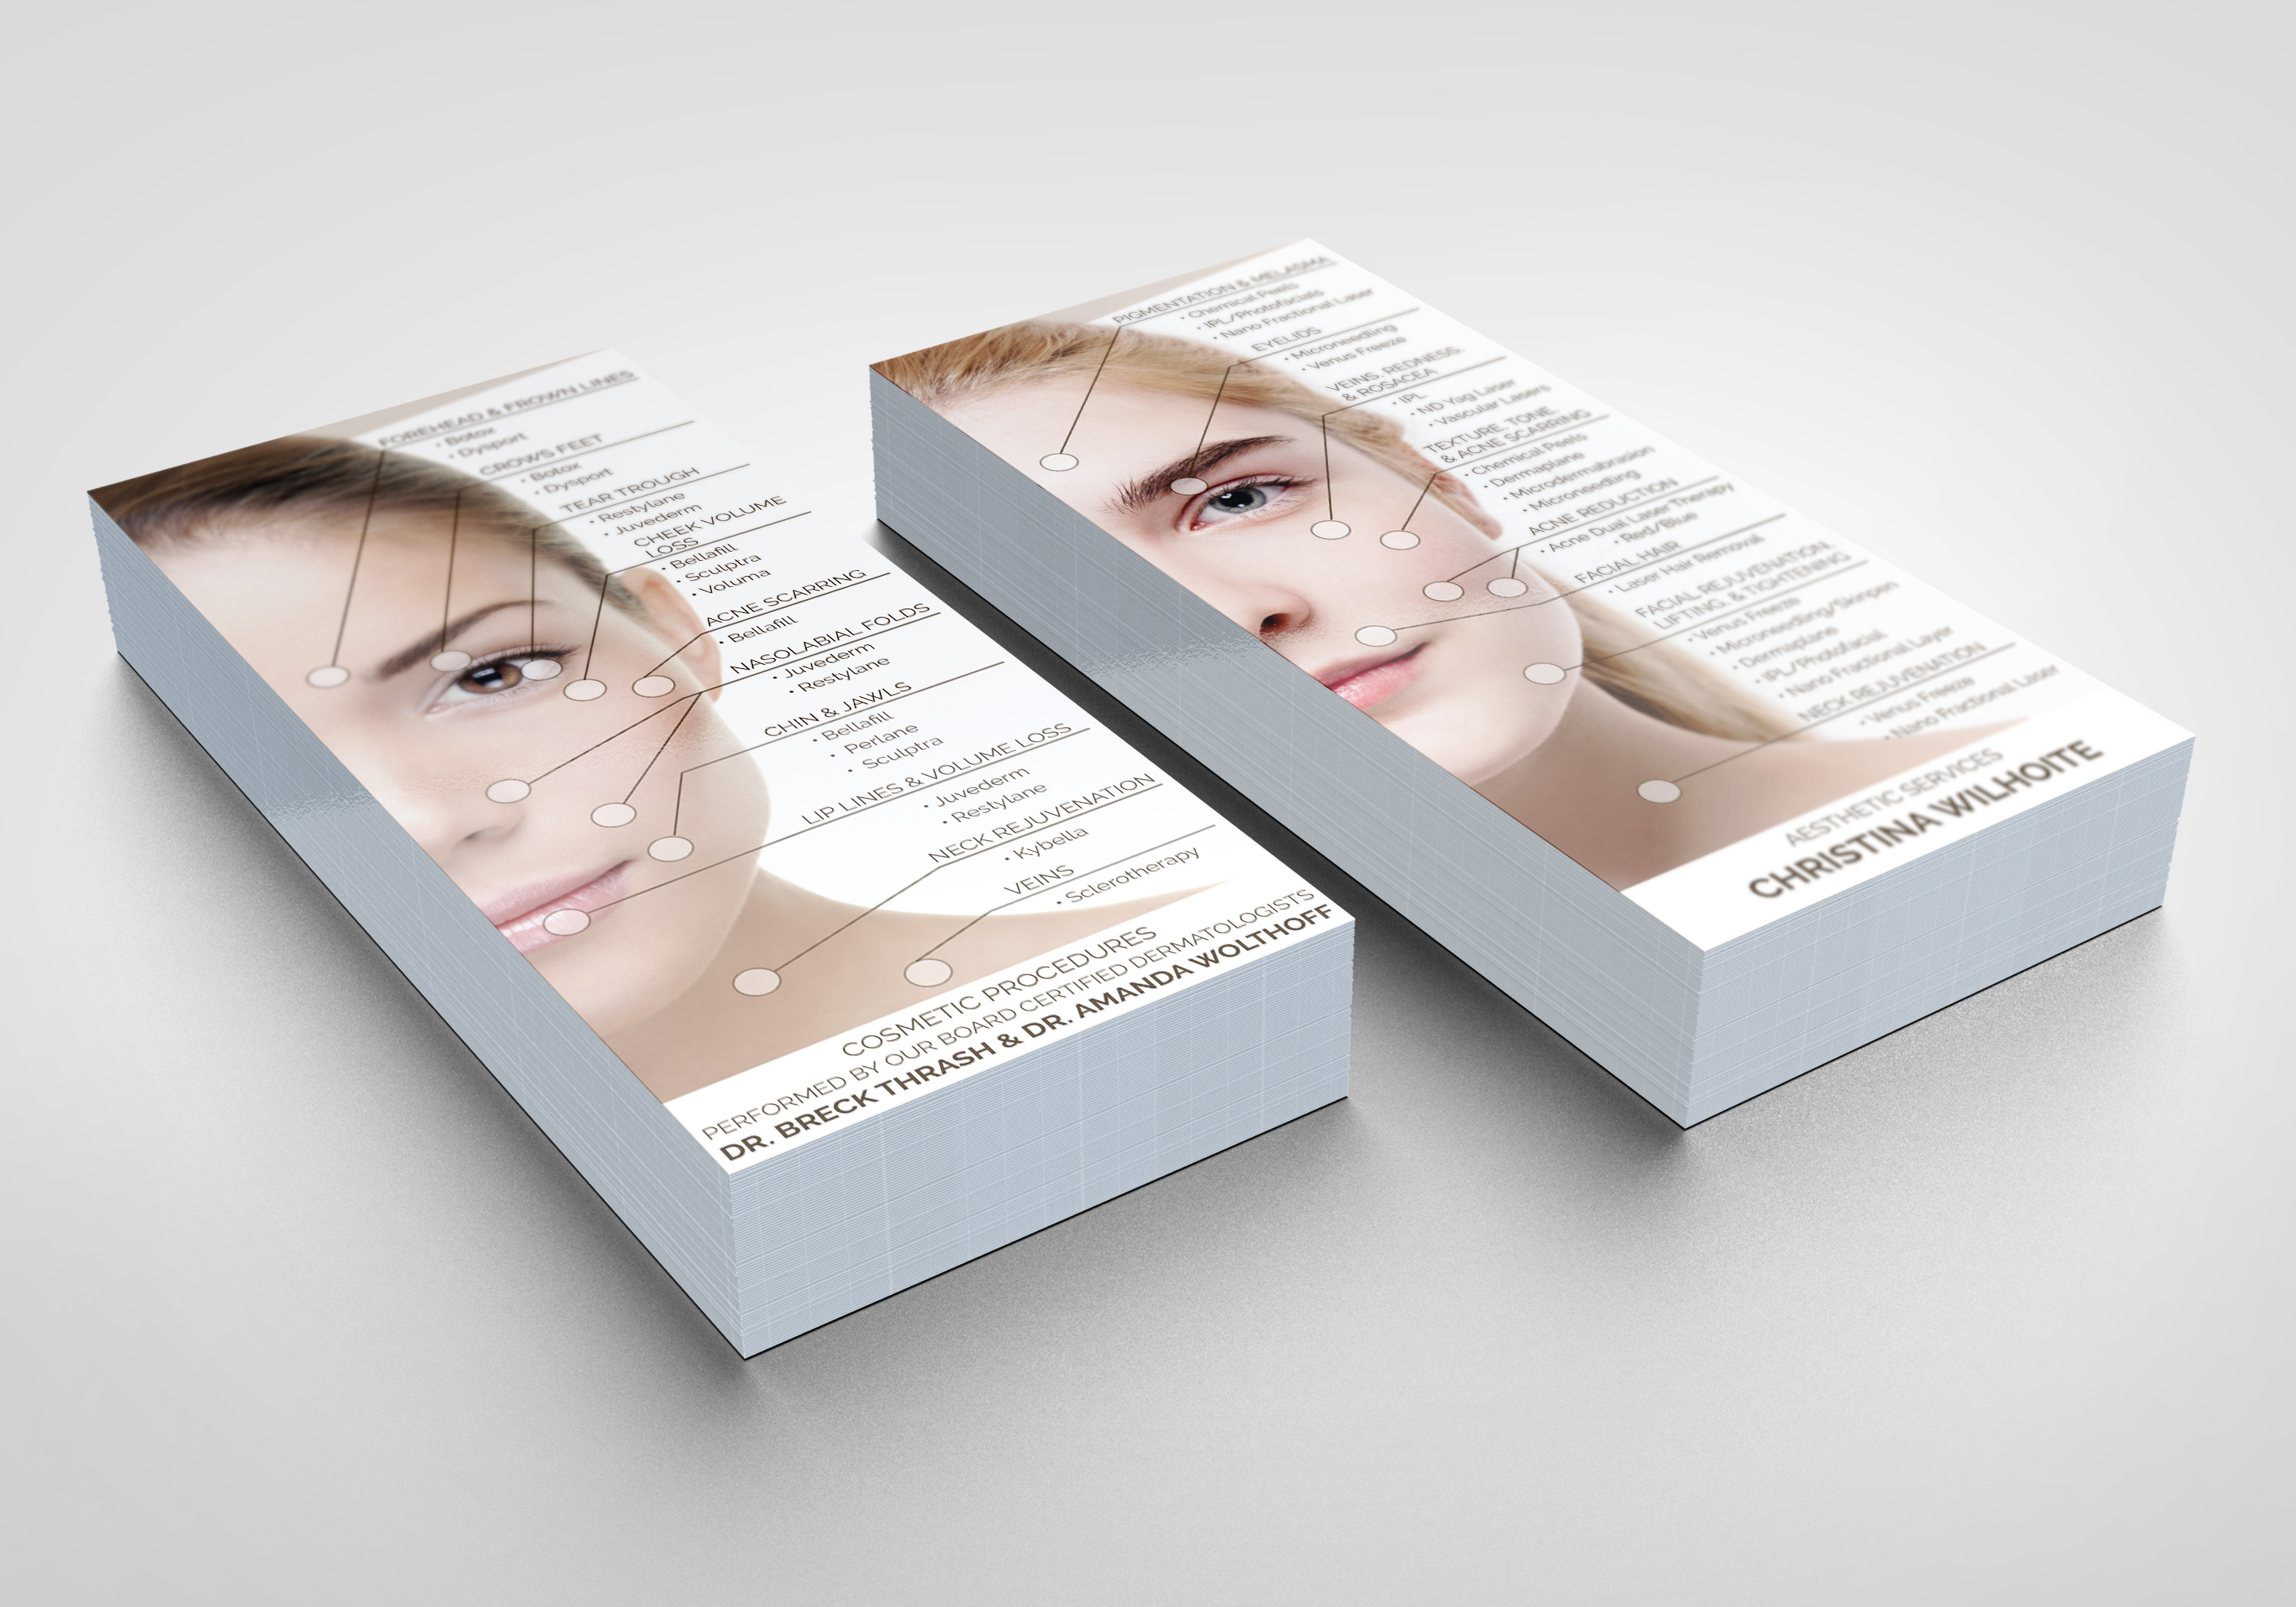 FOREHEAD & FROWN LINES
• Botox
• Dysport
CROWS FEET
• Botox
• Dysport
TEAR TROUGH
• Restylane
• Juvederm
CHEEK VOLUME
LOSS
• Bellafill
• Sculptra
• Voluma
ACNE SCARRING
• Bellafill
NASOLABIAL FOLDS
• Juvederm
• Restylane
CHIN & JAWLS
• Bellafill
• Perlane
• Sculptra
LIP LINES & VOLUME LOSS
• Juvederm
• Restylane
NECK REJUVENATION
• Kybella
VEINS
• Sclerotherapy
COSMETIC PROCEDURES
PERFORMED BY OUR BOARD CERTIFIED DERMATOLOGISTS
DR. BRECK THRASH & DR. AMANDA WOLTHOFF
PIGMENTATION & MELASMA
• Chemical Peels
• IPL/Photofacials
• Nano Fractional Laser
EYELIDS
• Microneedling
• Venus Freeze
VEINS, REDNESS,
& ROSACEA
• IPL
• ND Yag Laser
• Vascular Lasers
TEXTURE, TONE,
& ACNE SCARRING
• Chemical Peels
• Dermaplane
• Microdermabrasion
• Microneedling
ACNE REDUCTION
• Acne Dual Laser Therapy
• Red/Blue
FACIAL HAIR
• Laser Hair Removal
FACIAL REJUVENATION,
LIFTING, & TIGHTENING
• Venus Freeze
• Microneedling/Skinpen
• Dermaplane
• IPL/Photofacial
• Nano Fractional Layer
NECK REJUVENATION
• Venus Freeze
• Nano Fractional Laser
AESTHETIC SERVICES
CHRISTINA WILHOITE